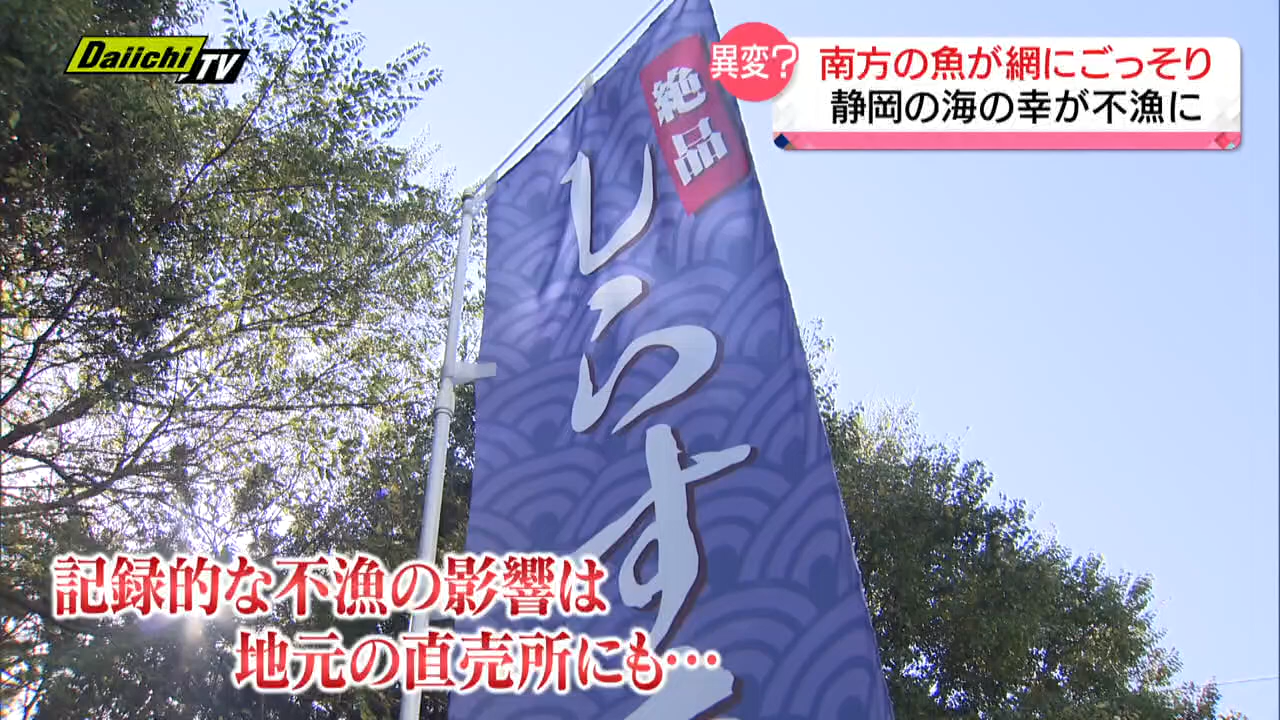 Daiichi TV
異変?
南方の魚が網にごっそり
静岡の海の幸が不漁に
絶品
しらす
記録的な不漁の影響は
地元の直売所にも…